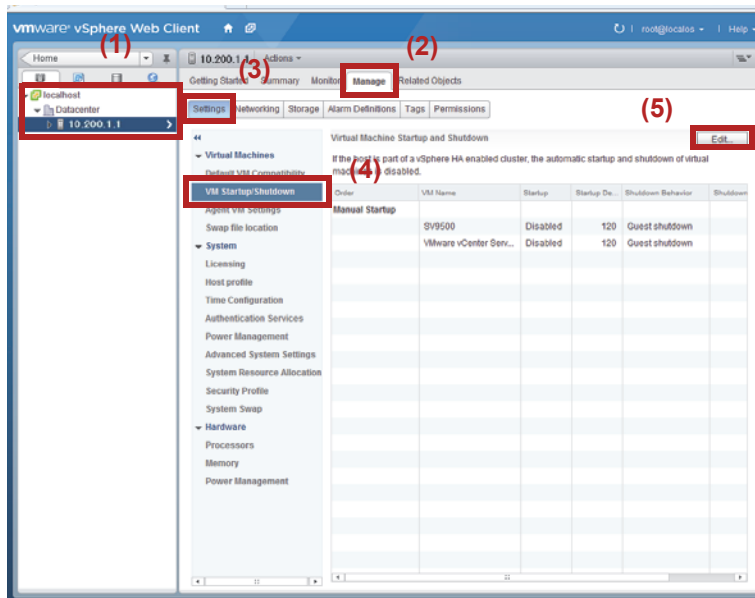 vmware® vSphere Web Client
root@localos
Help
(1)
(2)
(3)
(4)
(5)
Home
localhost
Datacenter
10.200.1.1
10.200.1.1 Actions
Getting Started Summary Monitor Manage Related Objects
Settings Networking Storage Alarm Definitions Tags Permissions
Virtual Machines
Default VM Compatibility
VM Startup/Shutdown
Agent VM Settings
Swap file location
System
Licensing
Host profile
Time Configuration
Authentication Services
Power Management
Advanced System Settings
System Resource Allocation
Security Profile
System Swap
Hardware
Processors
Memory
Power Management
Virtual Machine Startup and Shutdown
Edit...
If the host is part of a vSphere HA enabled cluster, the automatic startup and shutdown of virtual
machines is disabled.
Order VM Name Startup Startup De... Shutdown Behavior Shutdown
Manual Startup
SV9500 Disabled 120 Guest shutdown
VMware vCenter Serv... Disabled 120 Guest shutdown